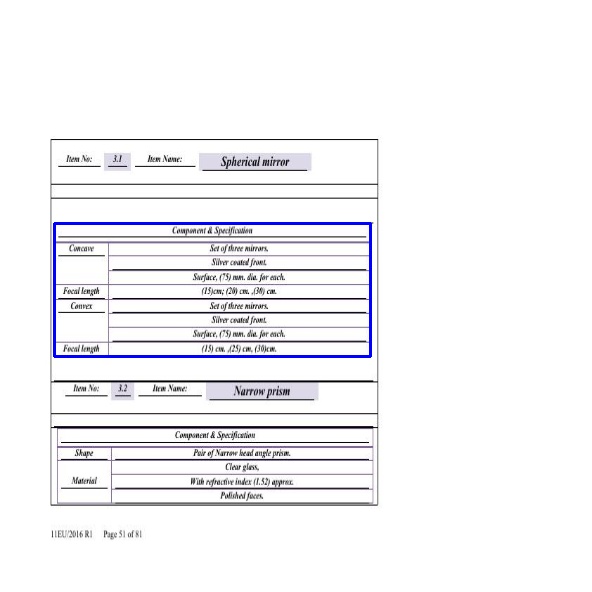 Item No: 3.1 Item Name: Spherical mirror
Component & Specification
Concave Set of three mirrors.
Silver coated front.
Surface, (75) mm. dia. for each.
Focal length (15)cm; (20) cm. ,(30) cm.
Convex Set of three mirrors.
Silver coated front.
Surface, (75) mm. dia. for each.
Focal length (15) cm. ,(25) cm, (30)cm.
Item No: 3.2 Item Name: Narrow prism
Component & Specification
Shape Pair of Narrow head angle prism.
Clear glass,
Material With refractive index (1.52) approx.
Polished faces.
11EU/2016 R1 Page 51 of 81